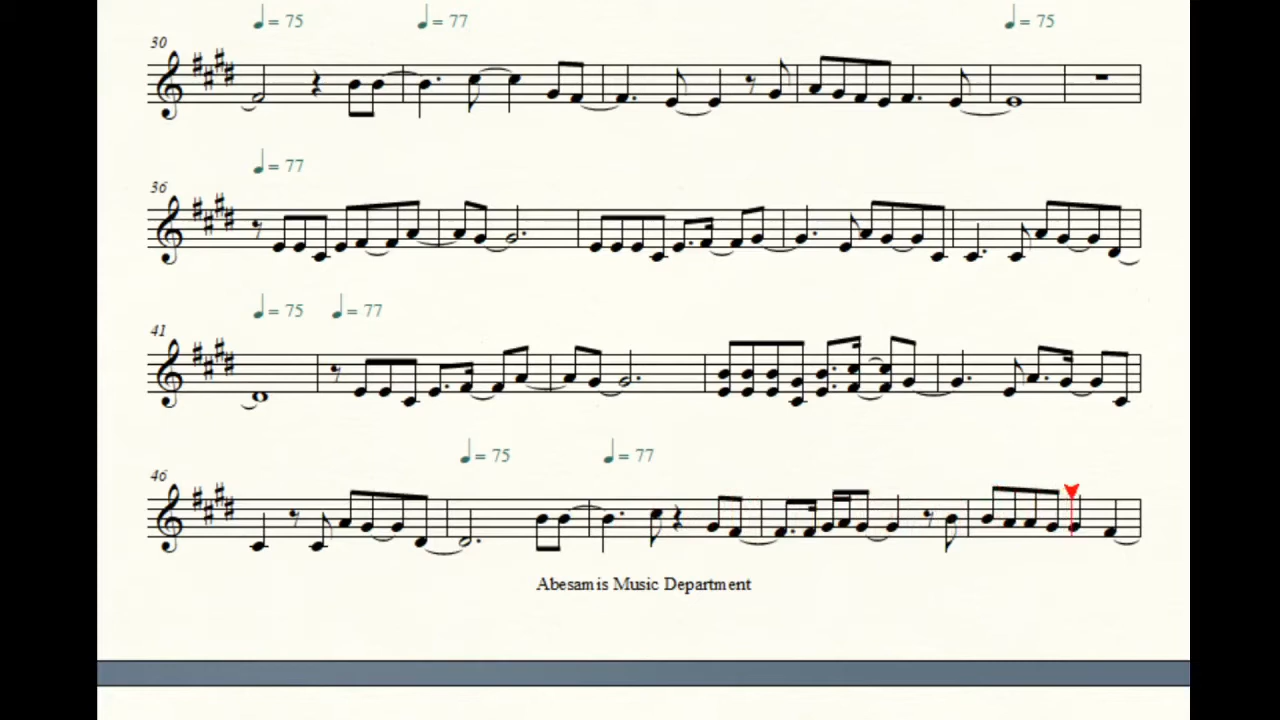 = 75 = 77 = 75
30
= 77
36
= 75 = 77
41
= 75 = 77
46
Abesamis Music Department